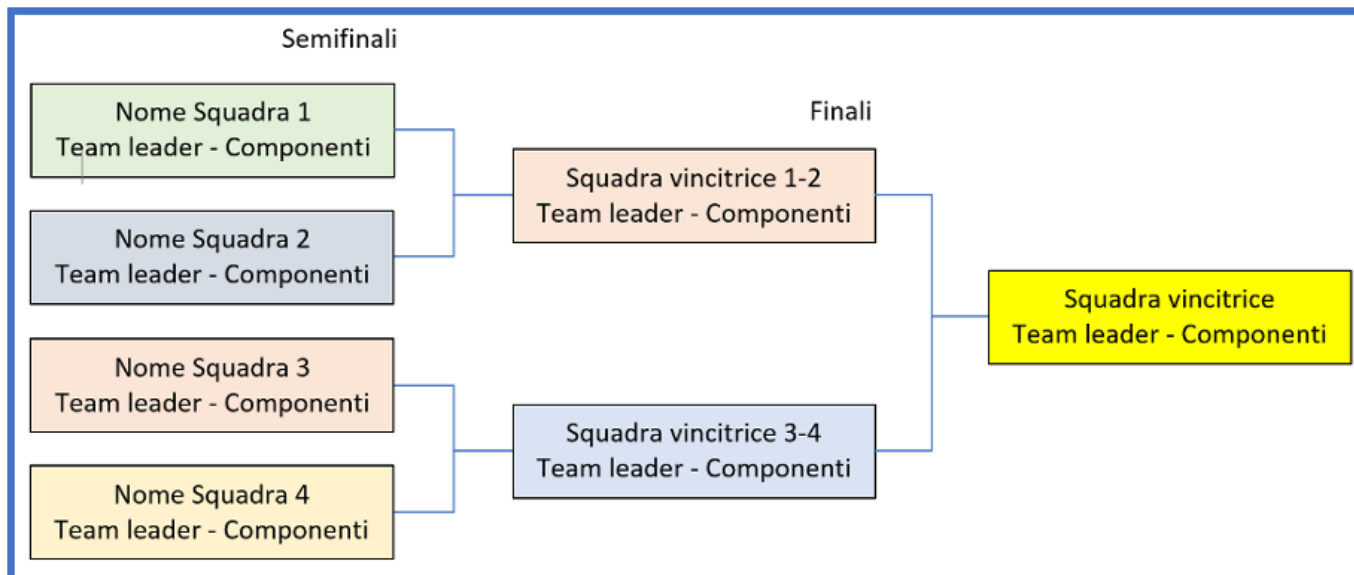 Semifinali
Nome Squadra 1
Team leader - Componenti
Nome Squadra 2
Team leader - Componenti
Nome Squadra 3
Team leader - Componenti
Nome Squadra 4
Team leader - Componenti
Finali
Squadra vincitrice 1-2
Team leader - Componenti
Squadra vincitrice 3-4
Team leader - Componenti
Squadra vincitrice
Team leader - Componenti